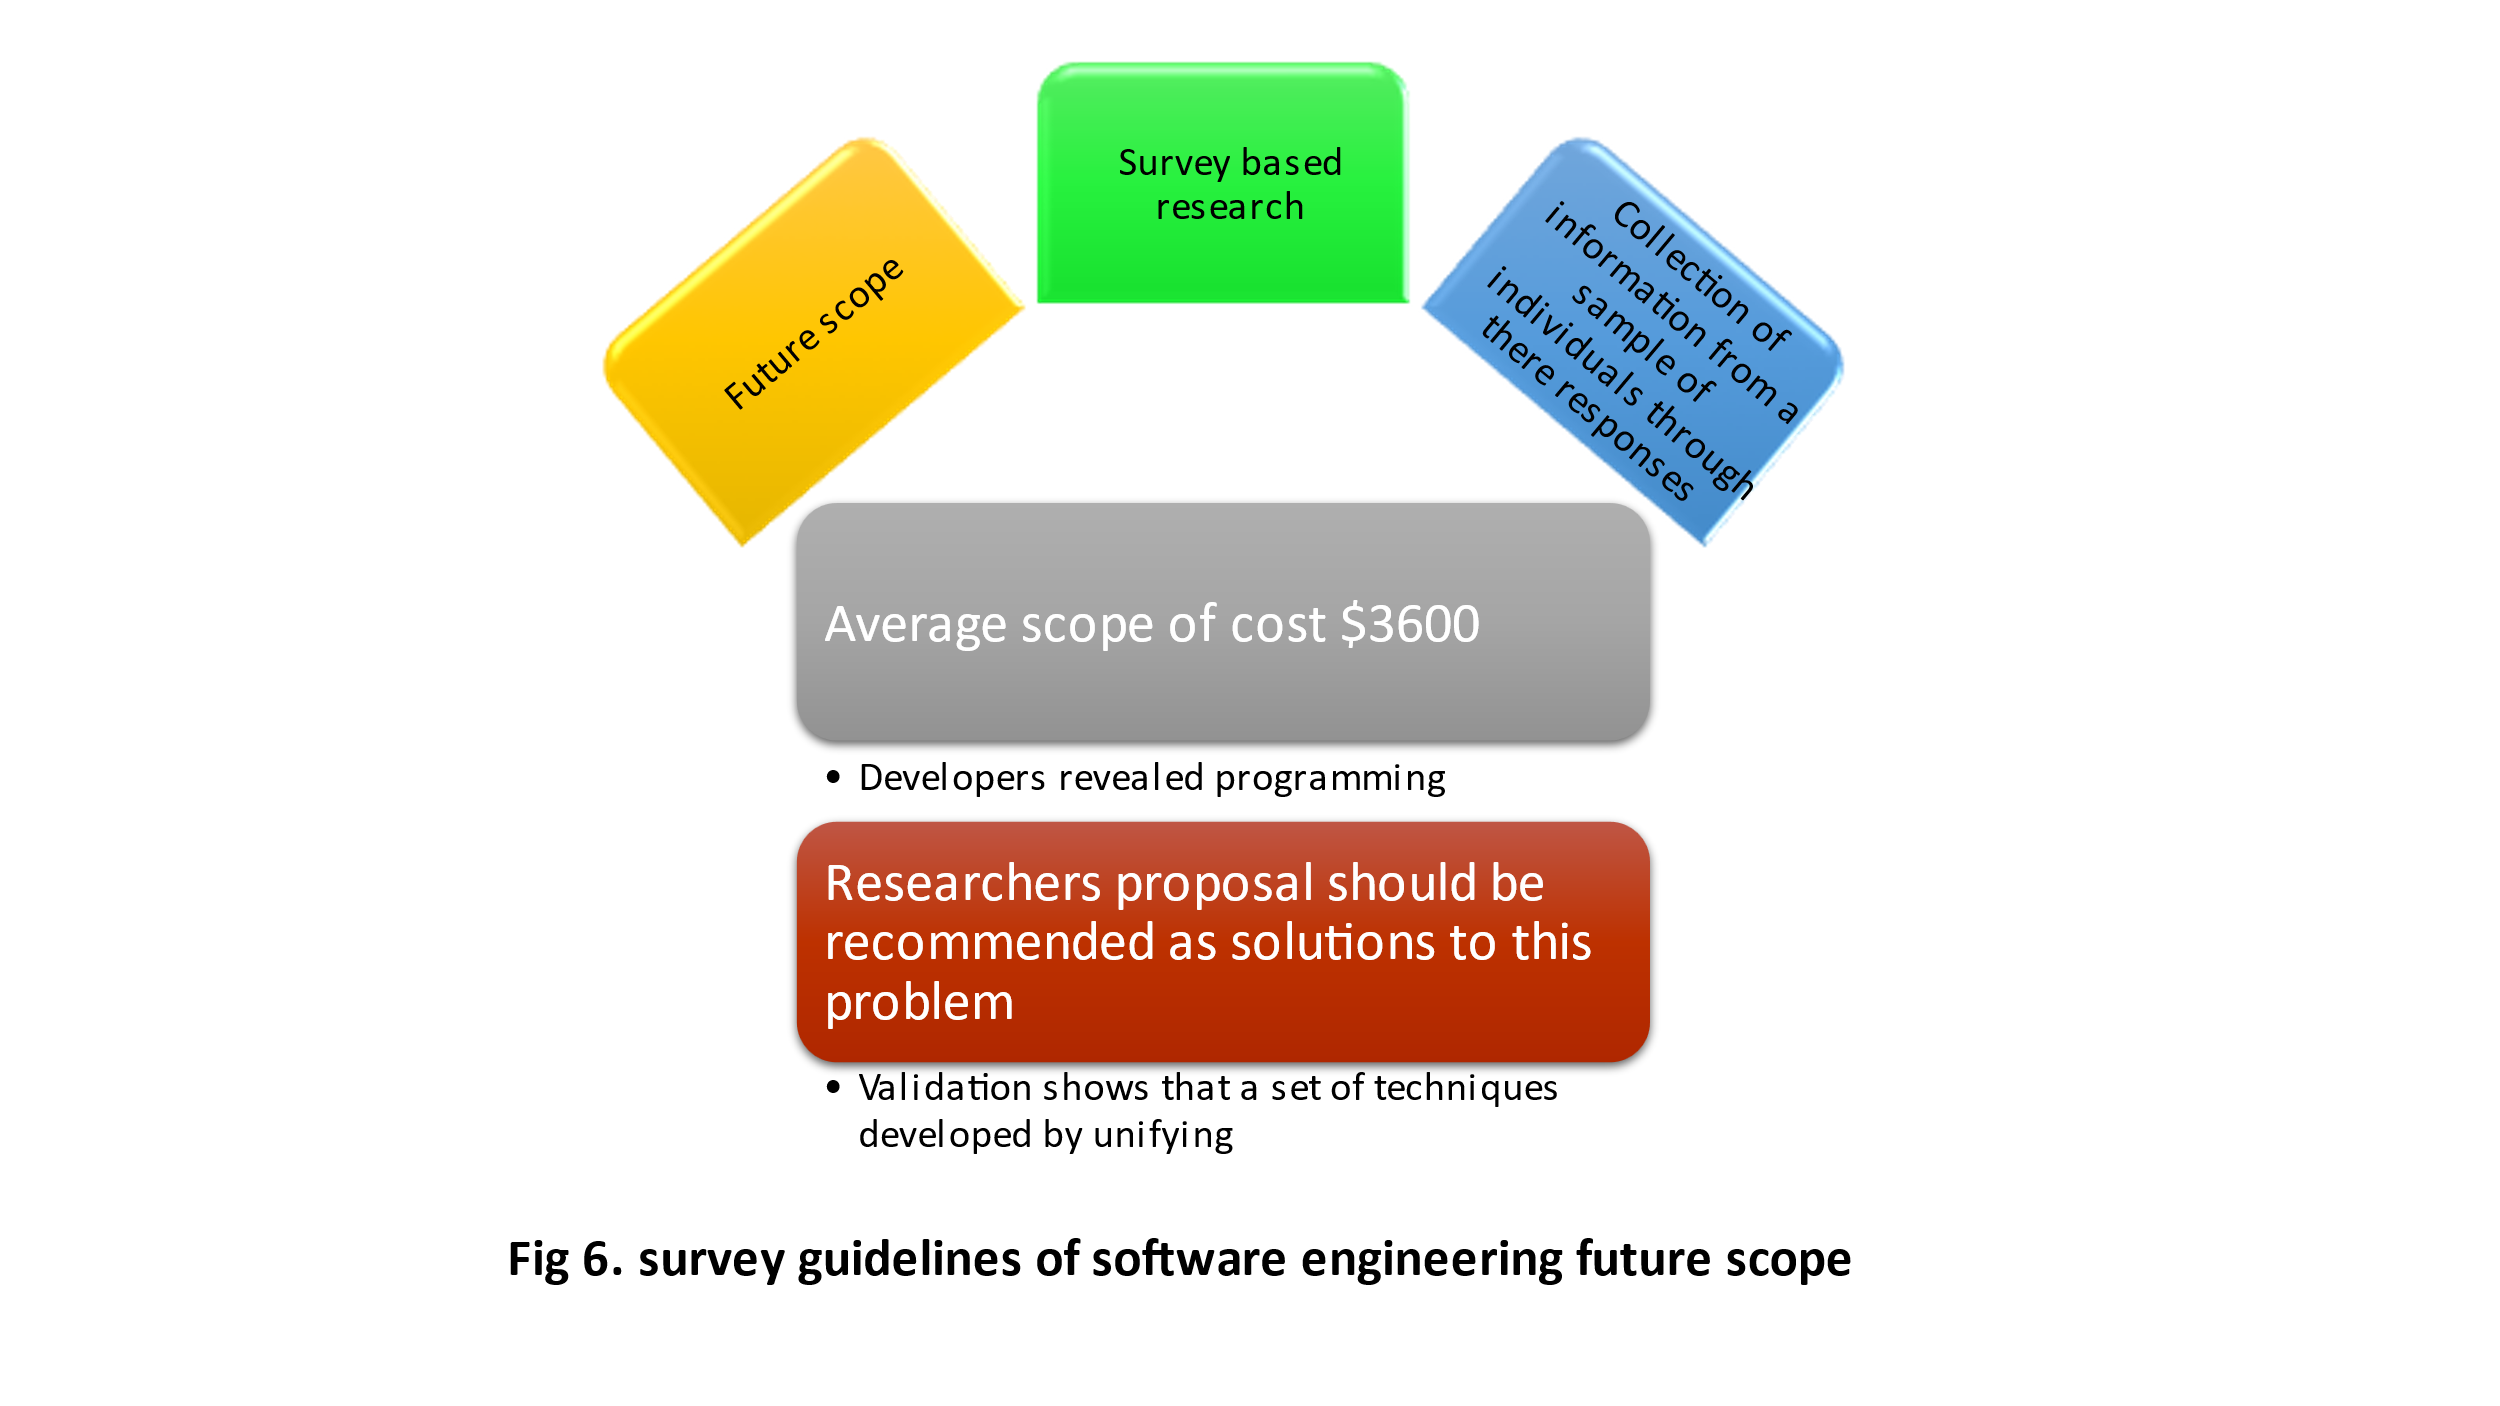 Future scope
Survey based
research
Collection of
information from a
sample of
individuals through
there responses
Average scope of cost $3600
• Developers revealed programming
Researchers proposal should be
recommended as solutions to this
problem
• Validation shows that a set of techniques
developed by unifying
Fig 6. survey guidelines of software engineering future scope